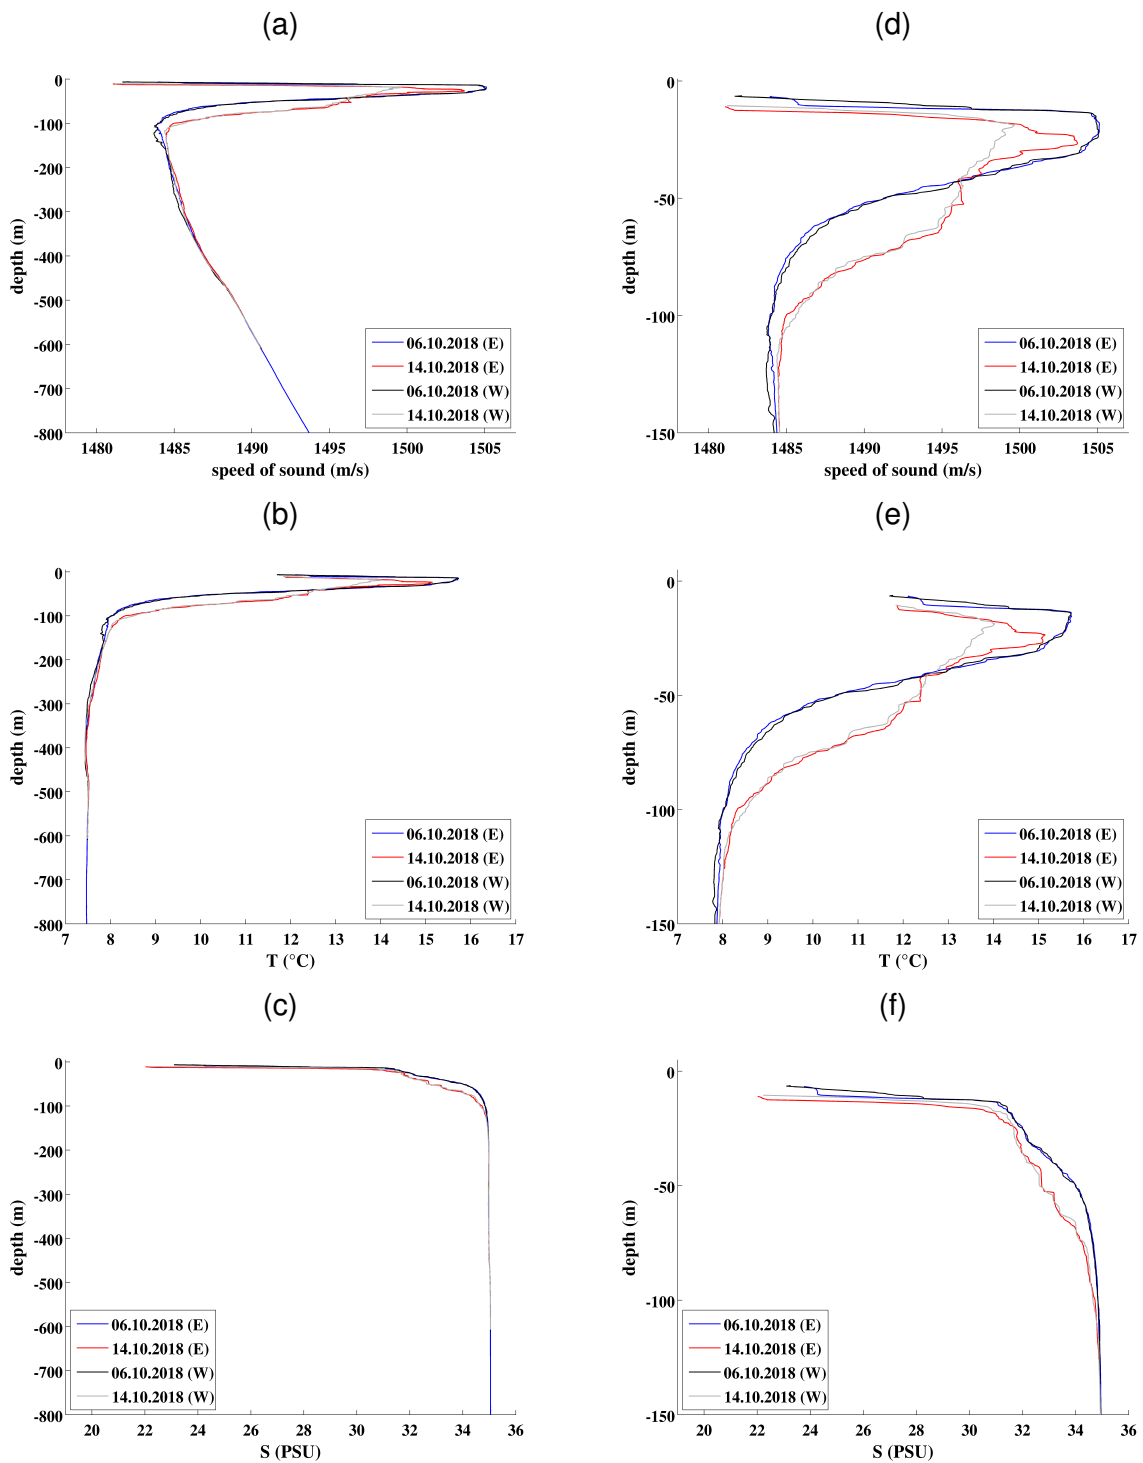 (a)
0
-100
-200
-300
-400
-500
-600
-700
-800
depth (m)
1480 1485 1490 1495 1500 1505
speed of sound (m/s)
06.10.2018 (E)
14.10.2018 (E)
06.10.2018 (W)
14.10.2018 (W)
(d)
0
-50
-100
-150
depth (m)
1480 1485 1490 1495 1500 1505
speed of sound (m/s)
06.10.2018 (E)
14.10.2018 (E)
06.10.2018 (W)
14.10.2018 (W)
(b)
0
-100
-200
-300
-400
-500
-600
-700
-800
depth (m)
7 8 9 10 11 12 13 14 15 16 17
T (°C)
06.10.2018 (E)
14.10.2018 (E)
06.10.2018 (W)
14.10.2018 (W)
(e)
0
-50
-100
-150
depth (m)
7 8 9 10 11 12 13 14 15 16 17
T (°C)
06.10.2018 (E)
14.10.2018 (E)
06.10.2018 (W)
14.10.2018 (W)
(c)
0
-100
-200
-300
-400
-500
-600
-700
-800
depth (m)
20 22 24 26 28 30 32 34 36
S (PSU)
06.10.2018 (E)
14.10.2018 (E)
06.10.2018 (W)
14.10.2018 (W)
(f)
0
-50
-100
-150
depth (m)
20 22 24 26 28 30 32 34 36
S (PSU)
06.10.2018 (E)
14.10.2018 (E)
06.10.2018 (W)
14.10.2018 (W)